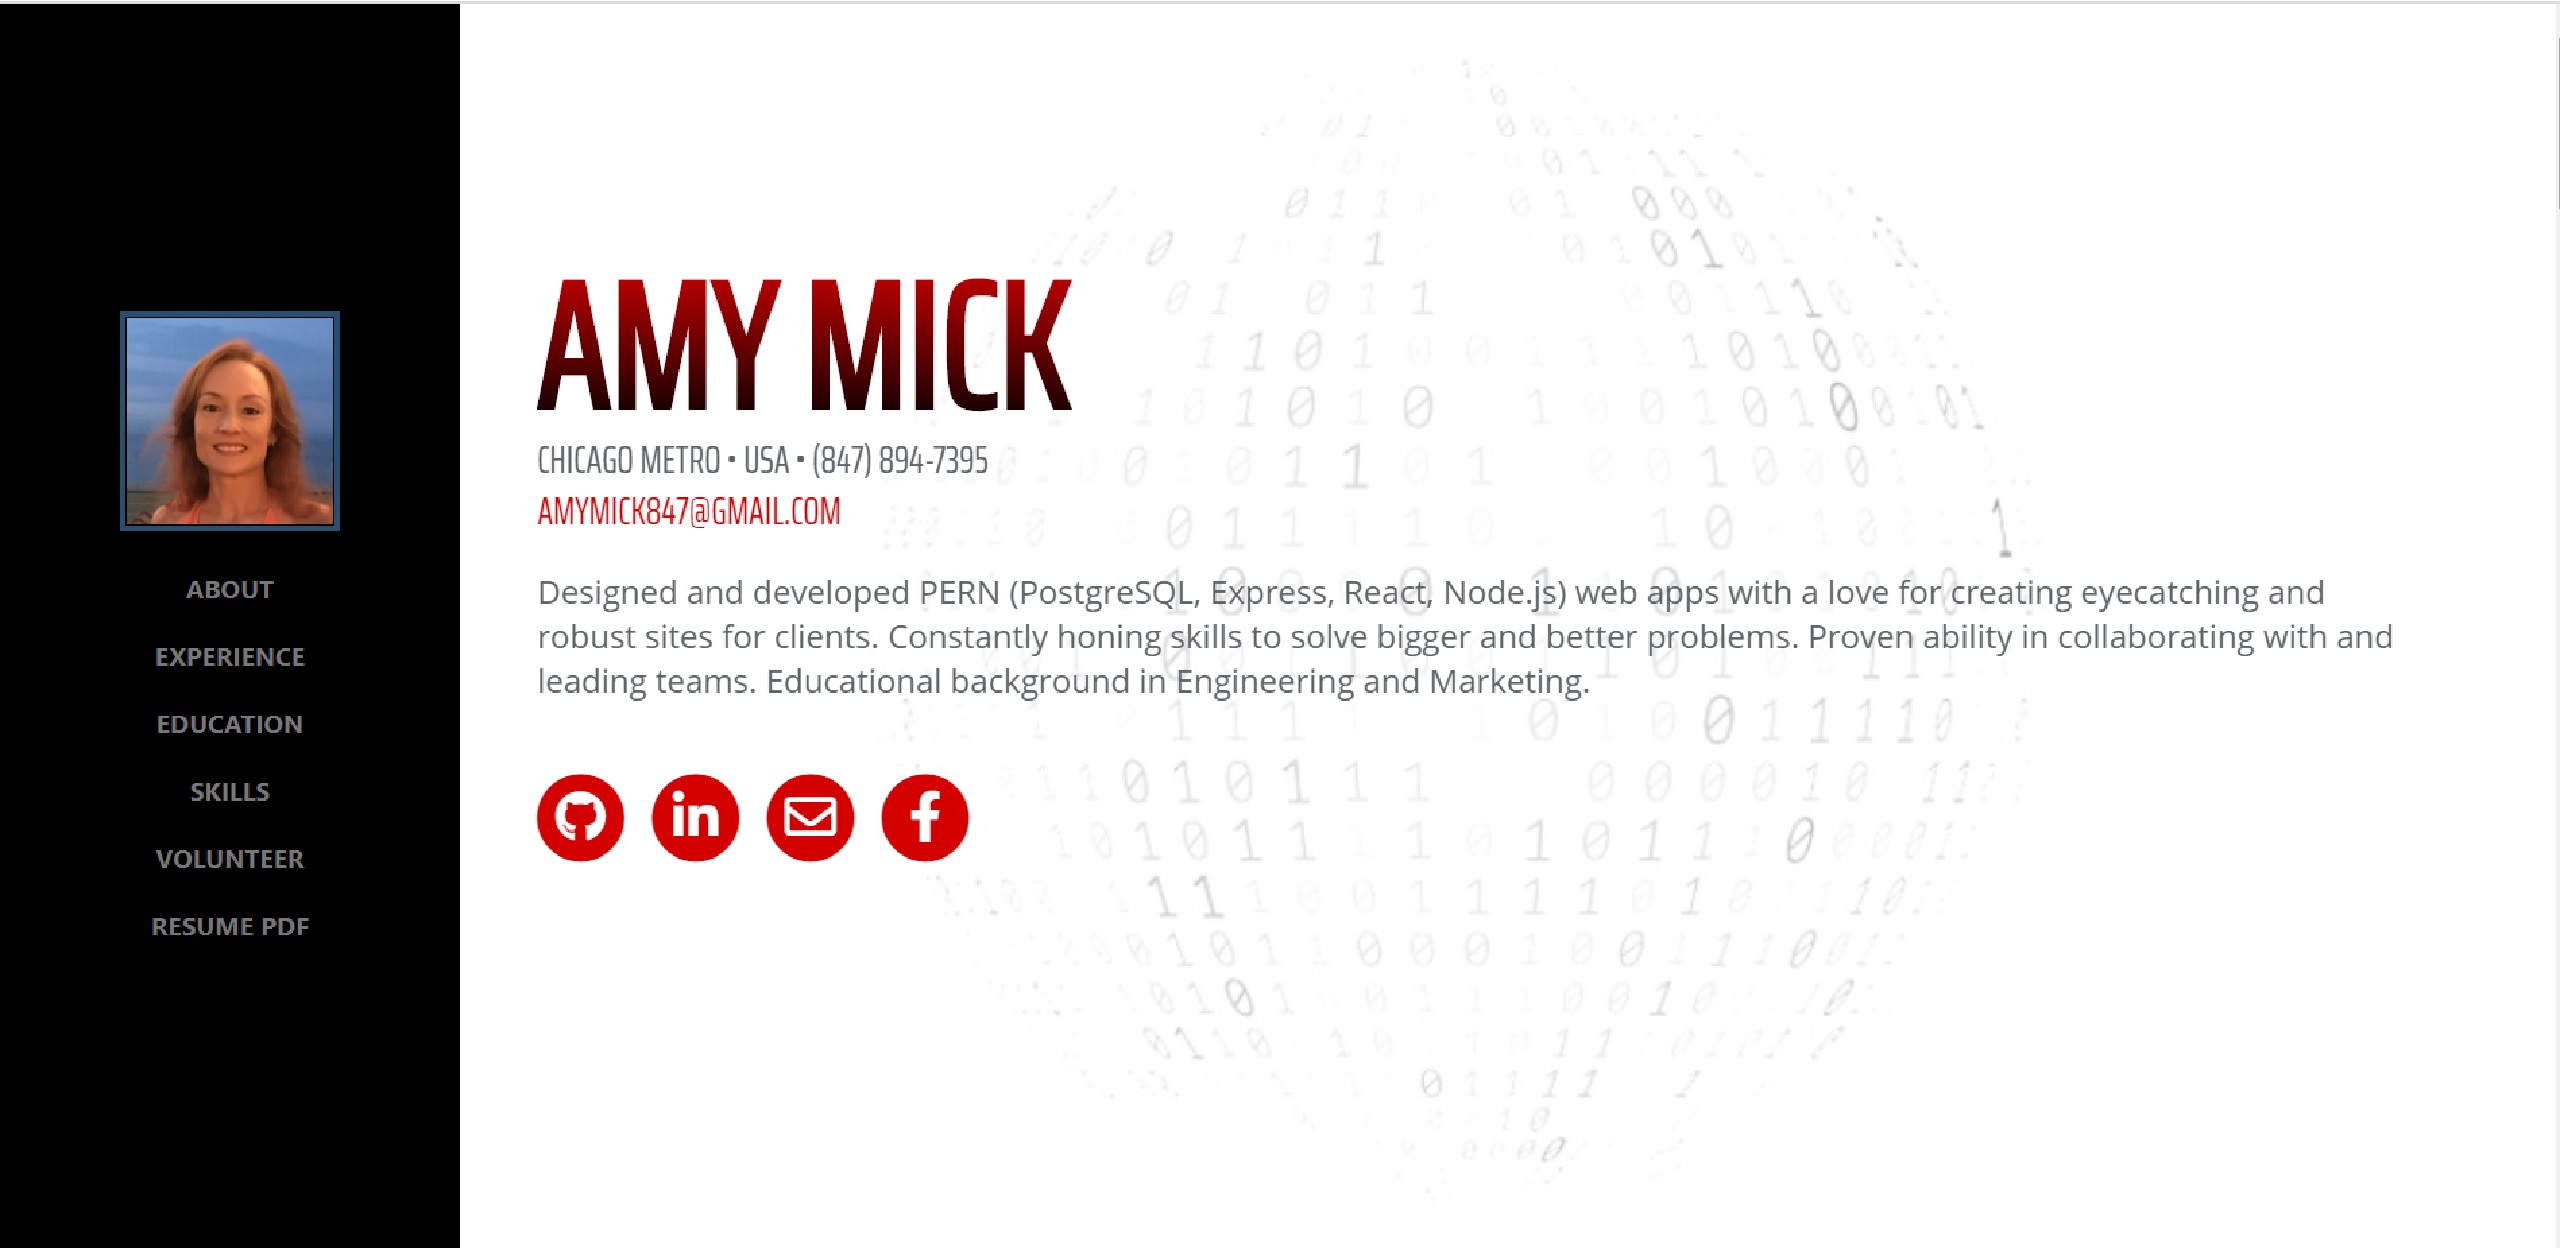 ABOUT
EXPERIENCE
EDUCATION
SKILLS
VOLUNTEER
RESUME PDF
AMY MICK
CHICAGO METRO • USA • (847) 894-7395
AMYMICK847@GMAIL.COM
Designed and developed PERN (PostgreSQL, Express, React, Node.js) web apps with a love for creating eyecatching and
robust sites for clients. Constantly honing skills to solve bigger and better problems. Proven ability in collaborating with and
leading teams. Educational background in Engineering and Marketing.
in
f